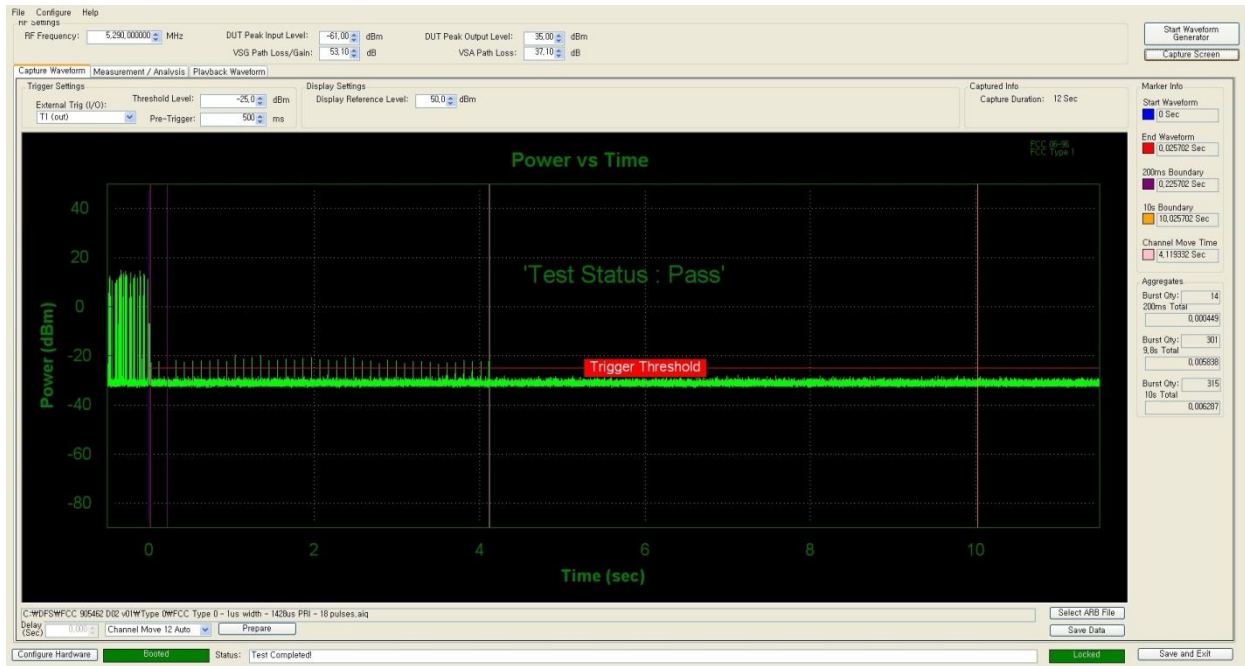 File Configure Help
RF Settings
RF Frequency: 5,290,000000 MHz
DUT Peak Input Level: -61,00 dBm
DUT Peak Output Level: 35,00 dBm
VSG Path Loss/Gain: 53,10 dB
VSA Path Loss: 37,10 dB
Start Waveform Generator
Capture Screen
Capture Waveform Measurement / Analysis Playback Waveform
Trigger Settings
External Trig (I/O):
T1 (out)
Threshold Level: -25,0 dBm
Pre-Trigger: 500 ms
Display Settings
Display Reference Level: 50,0 dBm
Captured Info
Capture Duration: 12 Sec
Marker Info
Start Waveform
0 Sec
End Waveform
0,025702 Sec
200ms Boundary
0,225702 Sec
10s Boundary
10,025702 Sec
Channel Move Time
4,119332 Sec
Aggregates
Burst Qty: 14
200ms Total
0,000449
Burst Qty: 301
9,8s Total
0,005838
Burst Qty: 315
10s Total
0,006287
FCC 06-96
FCC Type 1
Power vs Time
'Test Status : Pass'
Trigger Threshold
Power (dBm)
40
20
0
-20
-40
-60
-80
0 2 4 6 8 10
Time (sec)
C:₩DFS₩FCC 905462 D02 v01₩Type 0₩FCC Type 0 - 1us width - 1428us PRI - 18 pulses.aiq
Select ARB File
Delay (Sec) 0,000
Channel Move 12 Auto
Prepare
Save Data
Configure Hardware
Booted
Status: Test Completed!
Locked
Save and Exit